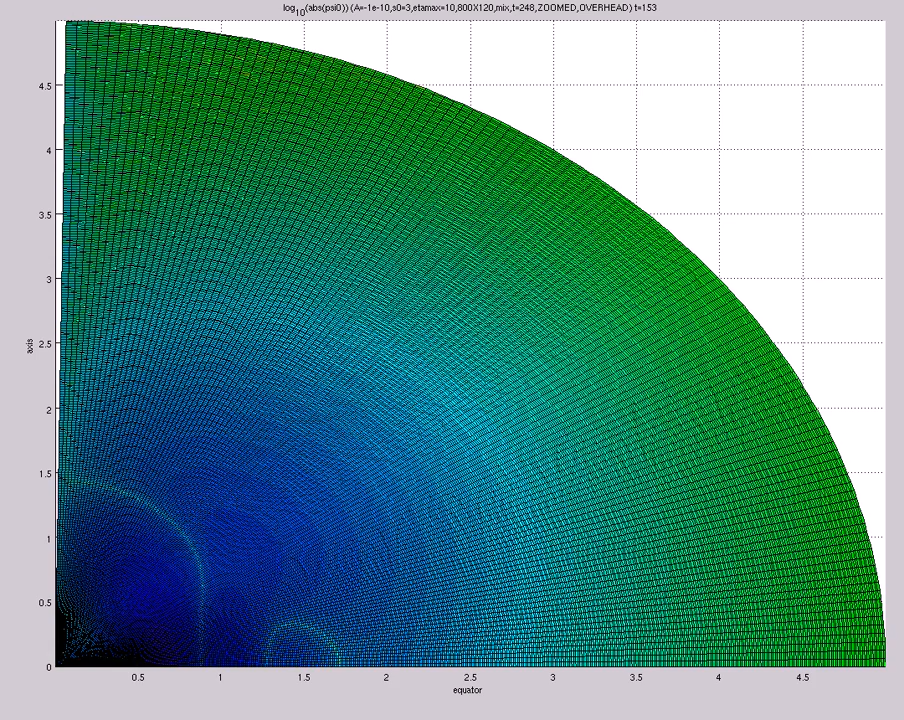 log10(abs(psi0)) (A=-1e-10,s0=3,etamax=10,800X120,mix,t=248,ZOOMED,OVERHEAD) t=153
4.5
4
3.5
3
2.5
axis
2
1.5
1
0.5
0
0.5 1 1.5 2 2.5 3 3.5 4 4.5
equator